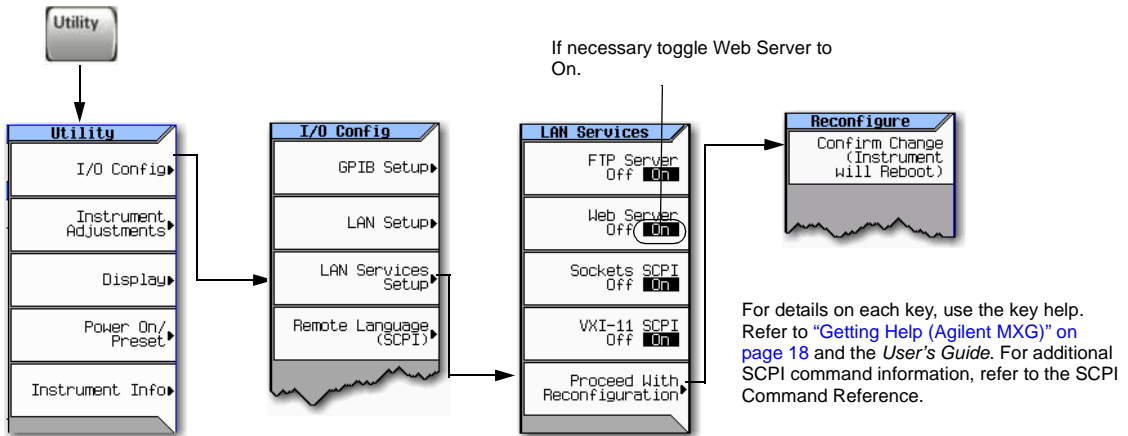 Utility
If necessary toggle Web Server to
On.
Utility
I/O Config
Instrument
Adjustments
Display
Power On/
Preset
Instrument Info
I/O Config
GPIB Setup
LAN Setup
LAN Services
Setup
Remote Language
(SCPI)
LAN Services
FTP Server
Off On
Web Server
Off On
Sockets SCPI
Off On
VXI-11 SCPI
Off On
Proceed With
Reconfiguration
Reconfigure
Confirm Change
(Instrument
will Reboot)
For details on each key, use the key help.
Refer to “Getting Help (Agilent MXG)” on
page 18 and the User’s Guide. For additional
SCPI command information, refer to the SCPI
Command Reference.